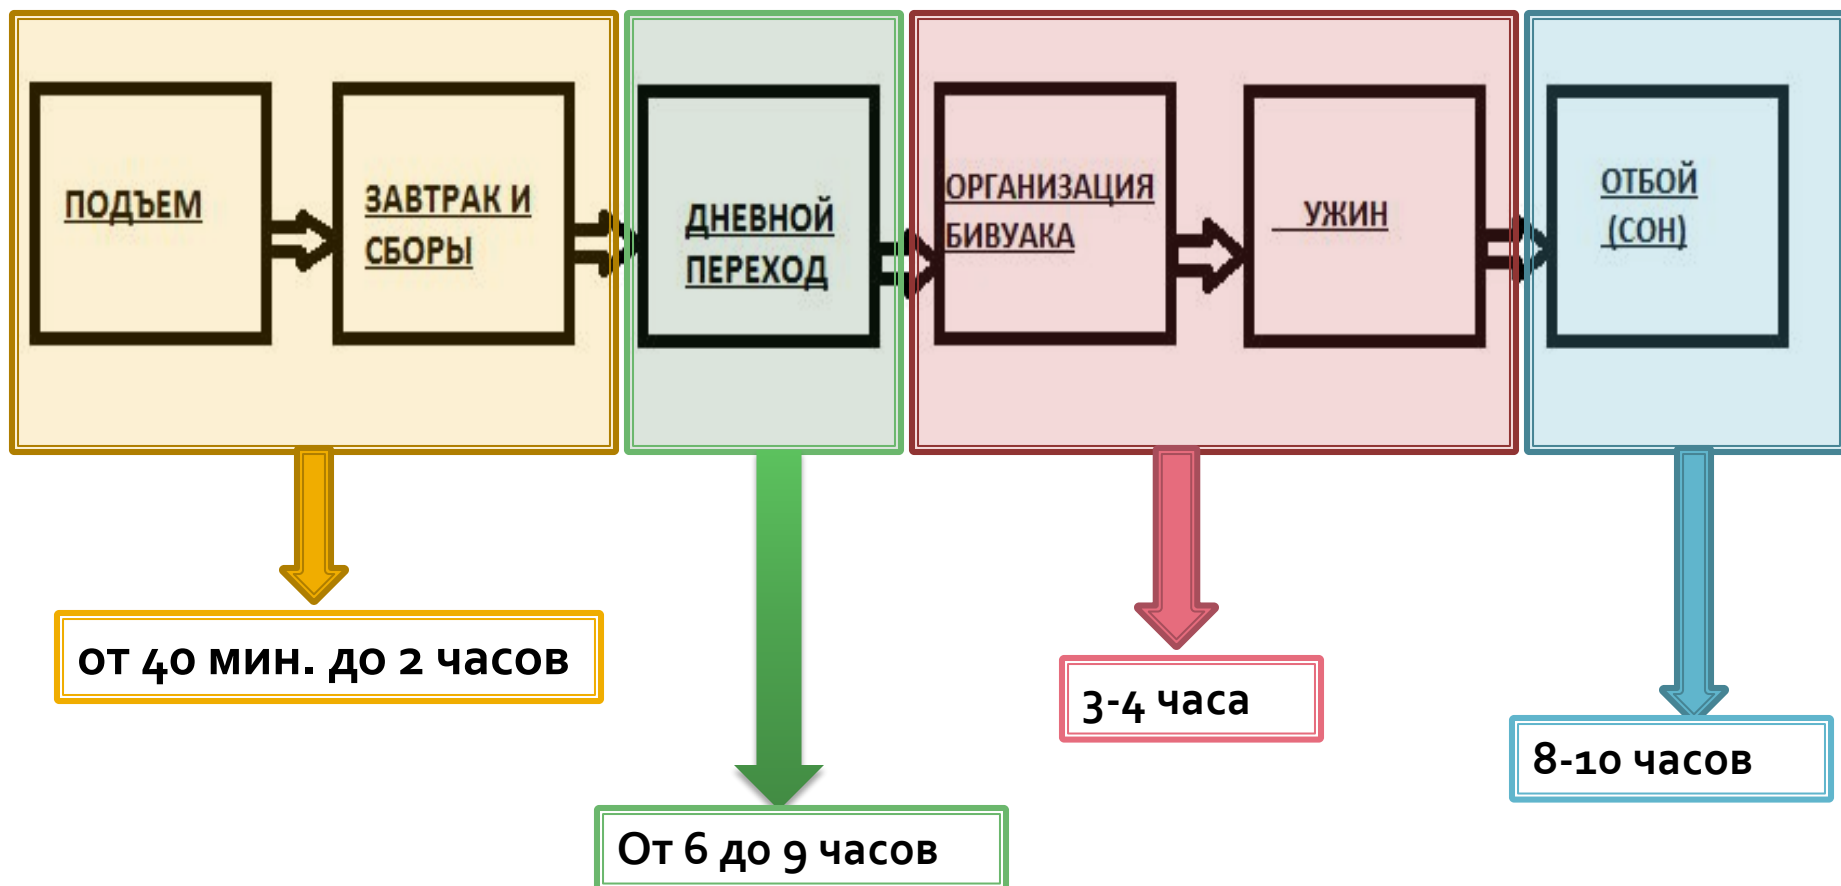 ПОДЪЕМ
ЗАВТРАК И
СБОРЫ
ДНЕВНОЙ
ПЕРЕХОД
ОРГАНИЗАЦИЯ
БИВУАКА
УЖИН
ОТБОЙ
(СОН)
от 40 мин. до 2 часов
От 6 до 9 часов
3-4 часа
8-10 часов